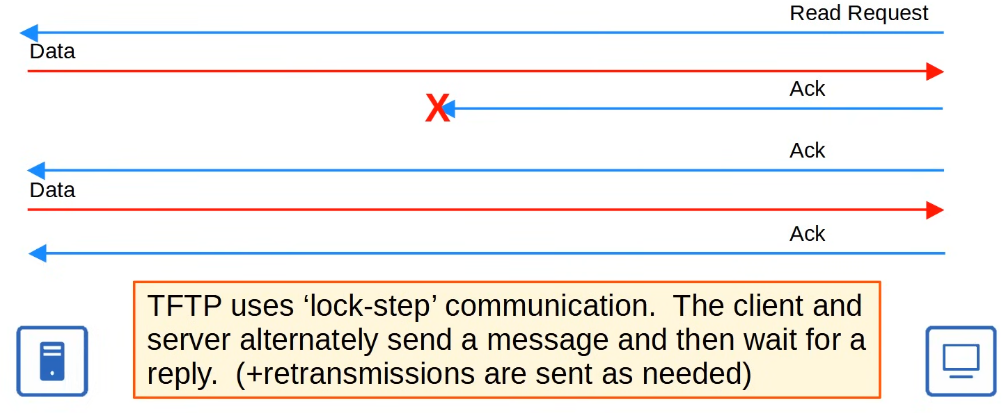 Read Request
Data
Ack
X
Ack
Data
Ack
TFTP uses ‘lock-step’ communication.  The client and
server alternately send a message and then wait for a
reply.  (+retransmissions are sent as needed)